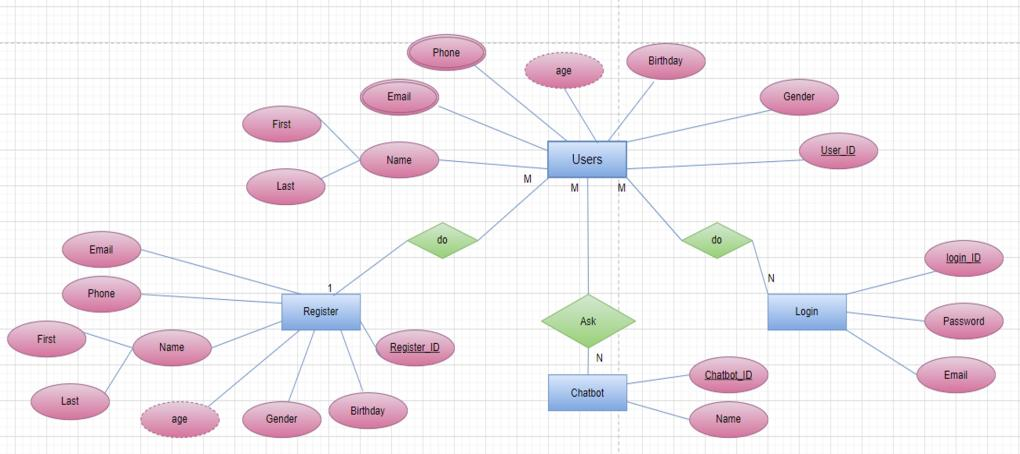 Phone
age
Birthday
Email
Gender
First
Name
Users
User_ID
Last
M
M
M
do
do
Email
login_ID
Phone
1
N
Register
Ask
Login
Password
First
Name
Register_ID
N
Chatbot_ID
Email
Last
Chatbot
age
Gender
Birthday
Name